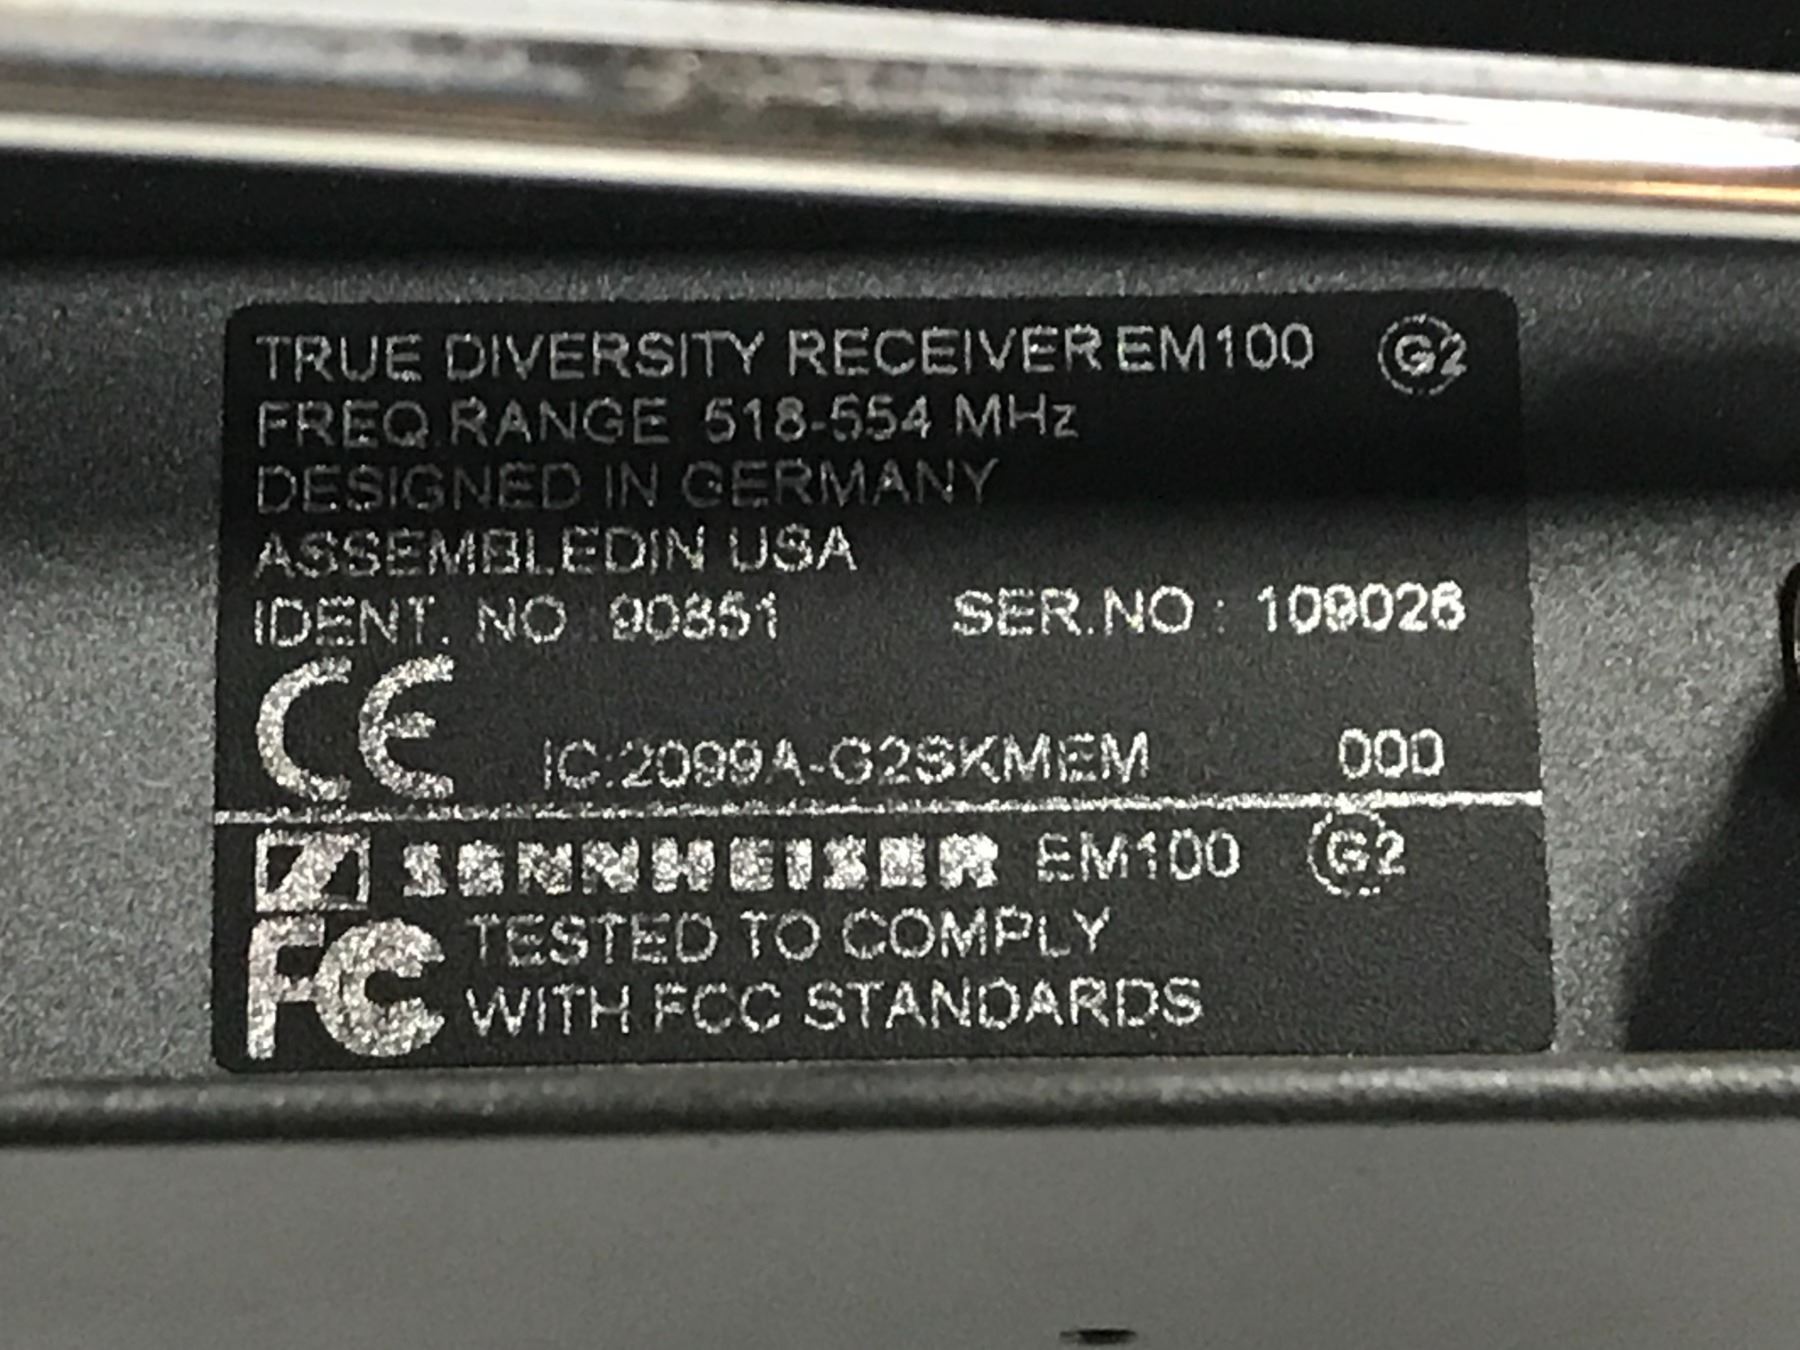 TRUE DIVERSITY RECEIVER EM100 G2
FREQ.RANGE 518-554 MHz
DESIGNED IN GERMANY
ASSEMBLEDIN USA
IDENT. NO : 90851 SER.NO : 109026
CE IC:2099A-G2SKMEM 000
SENNHEISER EM100 G2
FC TESTED TO COMPLY
WITH FCC STANDARDS